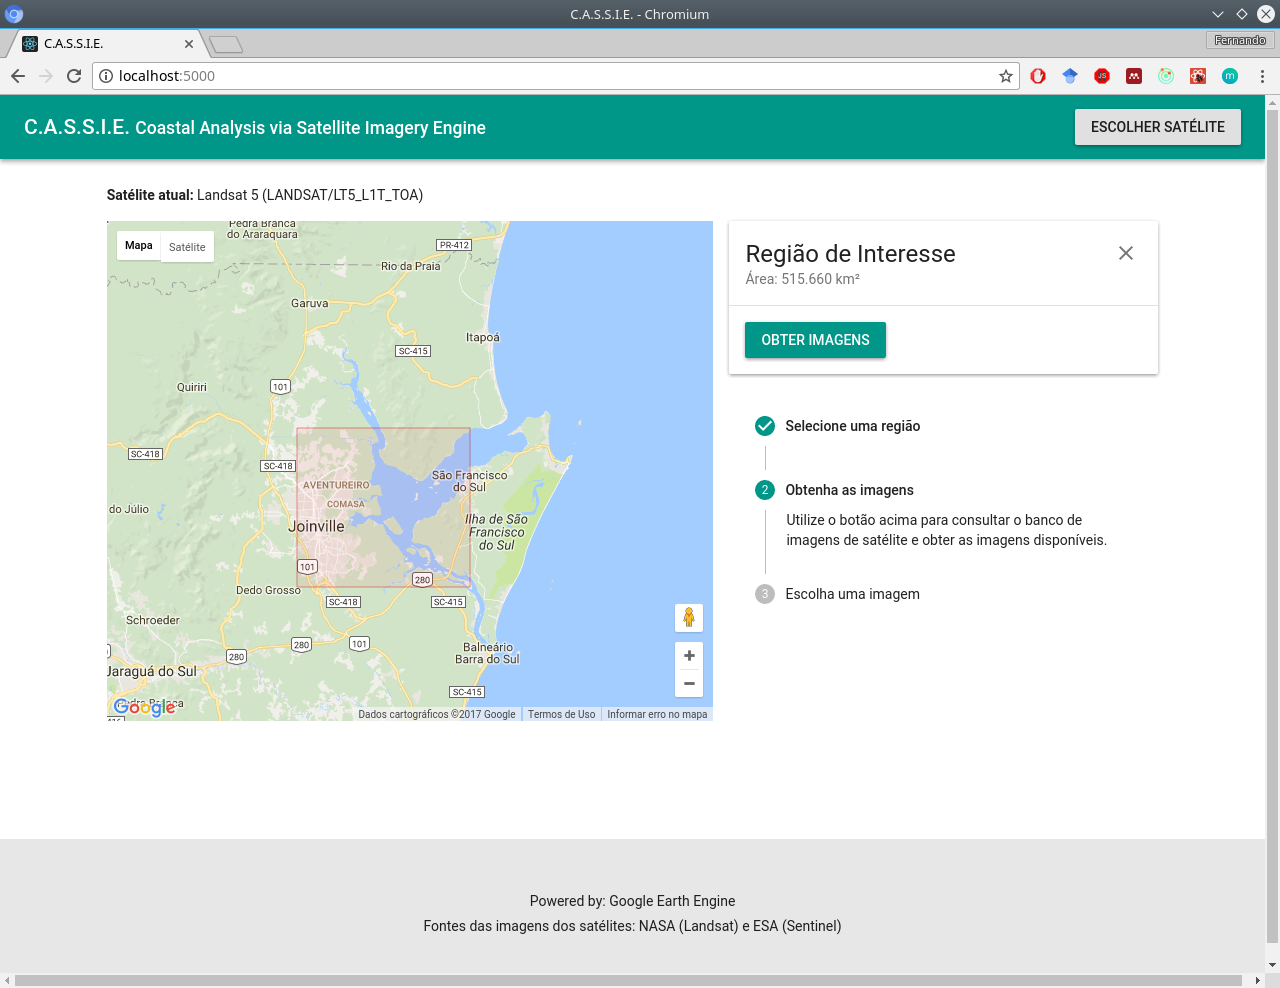 C.A.S.S.I.E. - Chromium
C.A.S.S.I.E.
Fernando
localhost:5000
C.A.S.S.I.E. Coastal Analysis via Satellite Imagery Engine
ESCOLHER SATÉLITE
Satélite atual: Landsat 5 (LANDSAT/LT5_L1T_TOA)
Mapa
Satélite
Pedra Branca
do Araraquara
PR-412
Rio da Praia
Garuva
Itapoá
SC-415
Quiriri
101
SC-418
SC-418
São Francisco
do Sul
AVENTUREIRO
COMASA
do Júlio
Joinville
Ilha de São
Francisco
do Sul
101
280
Dedo Grosso
SC-418
SC-415
Schroeder
280
101
280
Balneário
Barra do Sul
Jaraguá do Sul
SC-415
Pedra Branca
Google
Dados cartográficos ©2017 Google
Termos de Uso
Informar erro no mapa
Região de Interesse
Área: 515.660 km²
OBTER IMAGENS
Selecione uma região
2 Obtenha as imagens
Utilize o botão acima para consultar o banco de
imagens de satélite e obter as imagens disponíveis.
3 Escolha uma imagem
Powered by: Google Earth Engine
Fontes das imagens dos satélites: NASA (Landsat) e ESA (Sentinel)